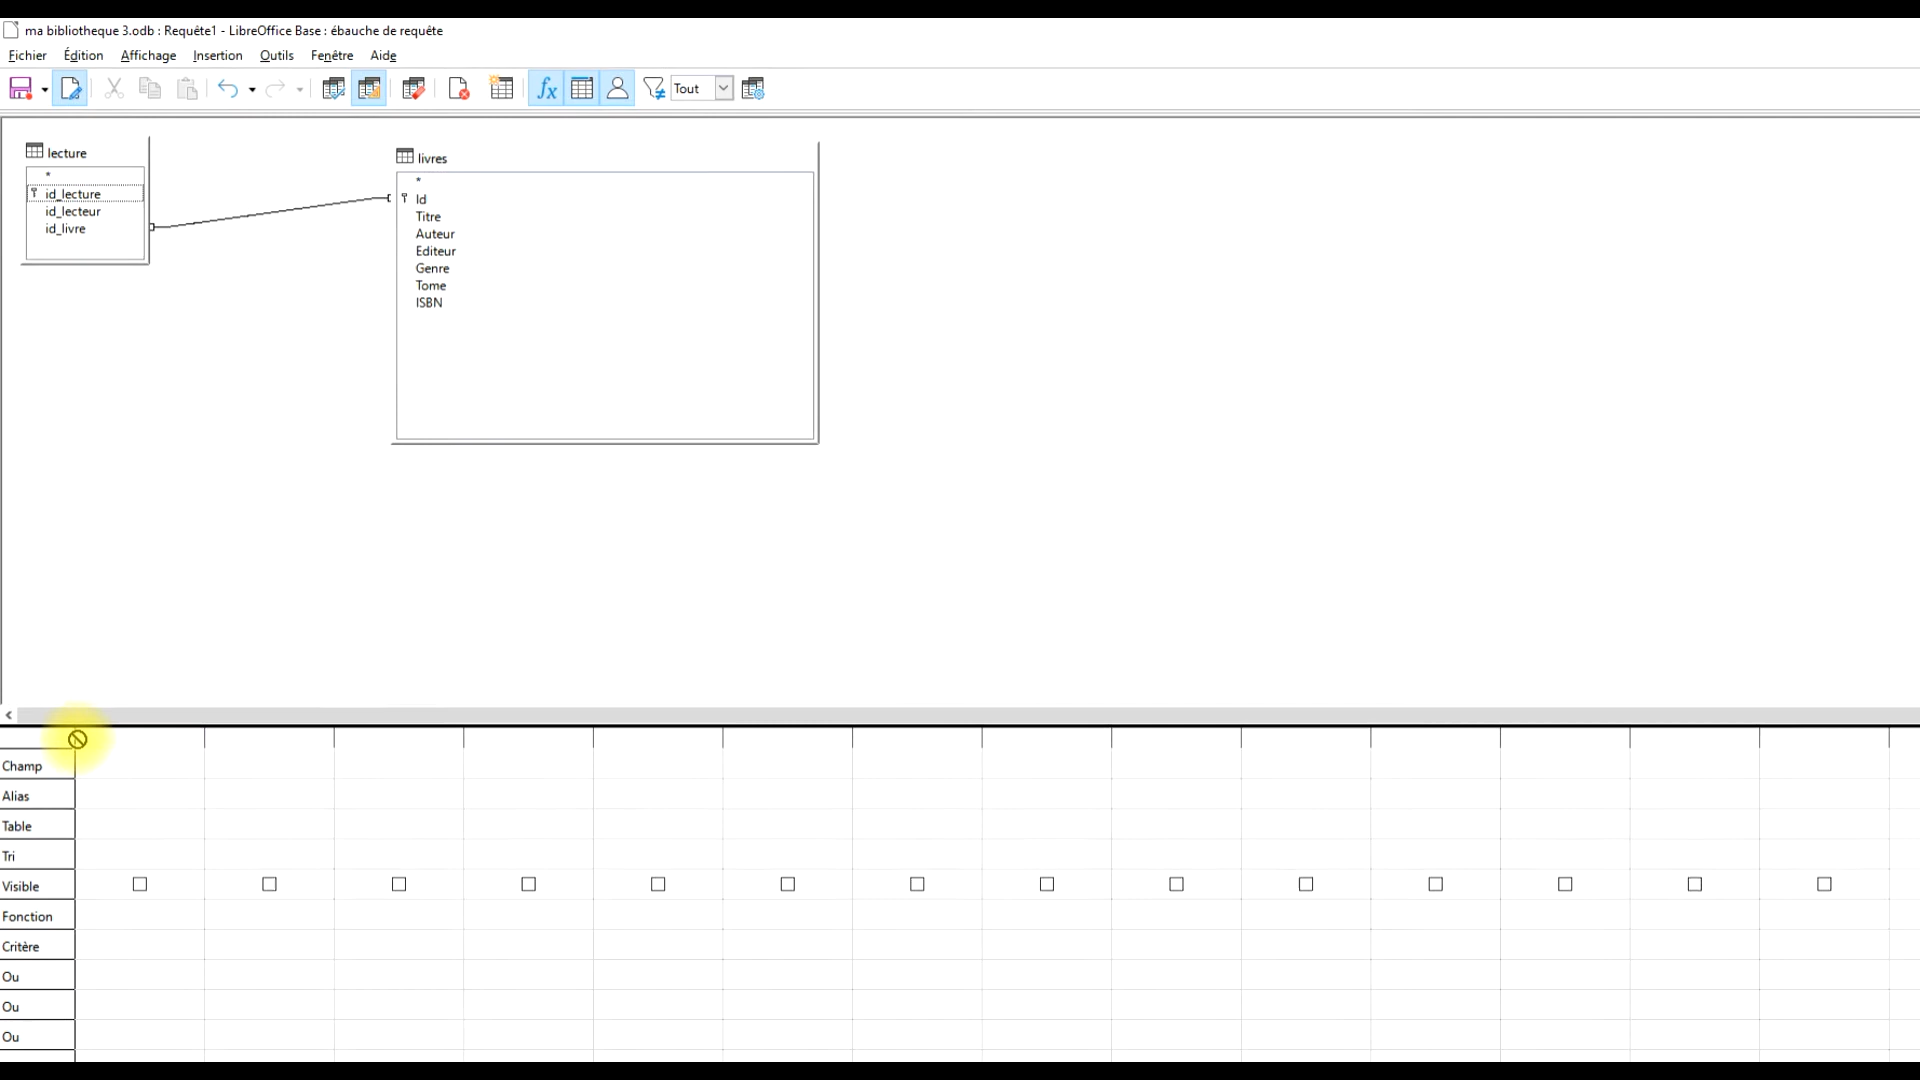 ma bibliotheque 3.odb : Requête1 - LibreOffice Base : ébauche de requête
Fichier Édition Affichage Insertion Outils Fenêtre Aide
fx Tout
lecture
*
id_lecture
id_lecteur
id_livre
livres
*
Id
Titre
Auteur
Editeur
Genre
Tome
ISBN
Champ
Alias
Table
Tri
Visible
Fonction
Critère
Ou
Ou
Ou